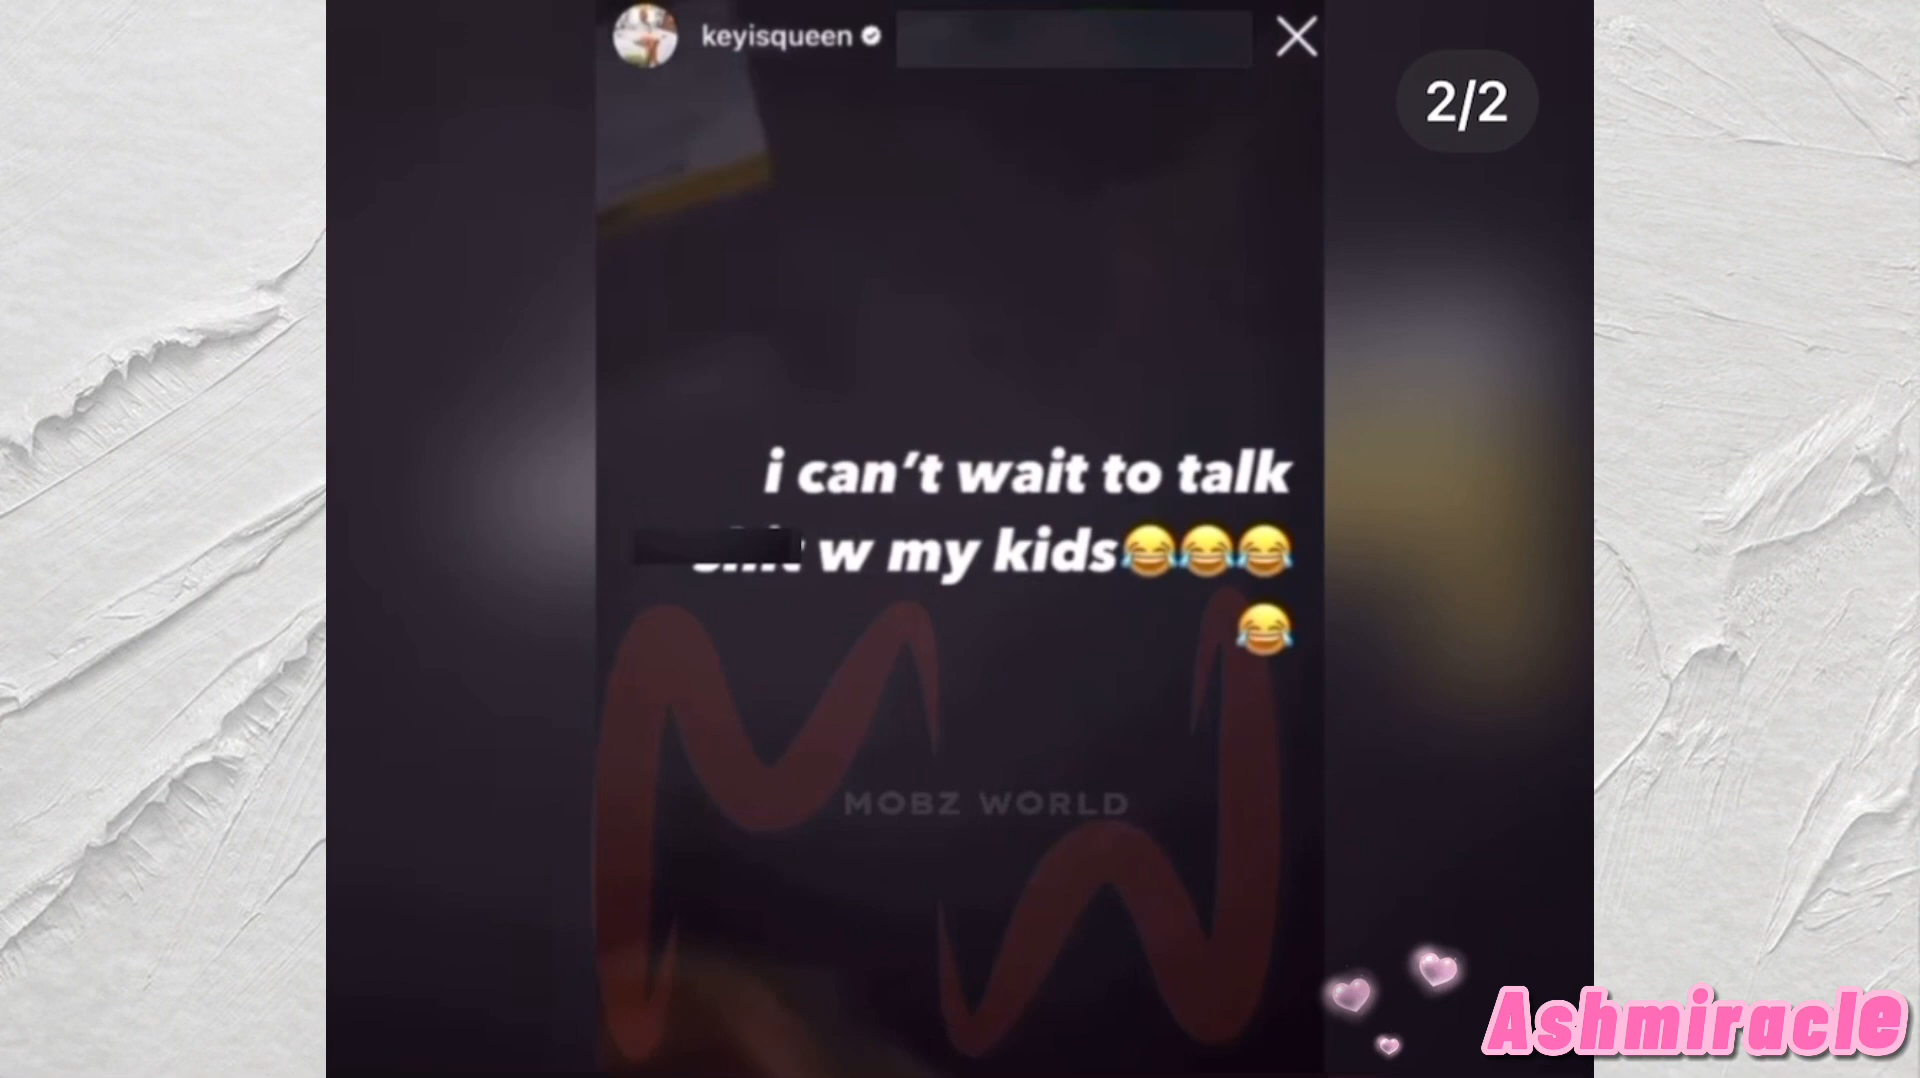 keyisqueen
2/2
i can't wait to talk
w my kids😂😂😂
😂
MOBZ WORLD
Ashmiracle